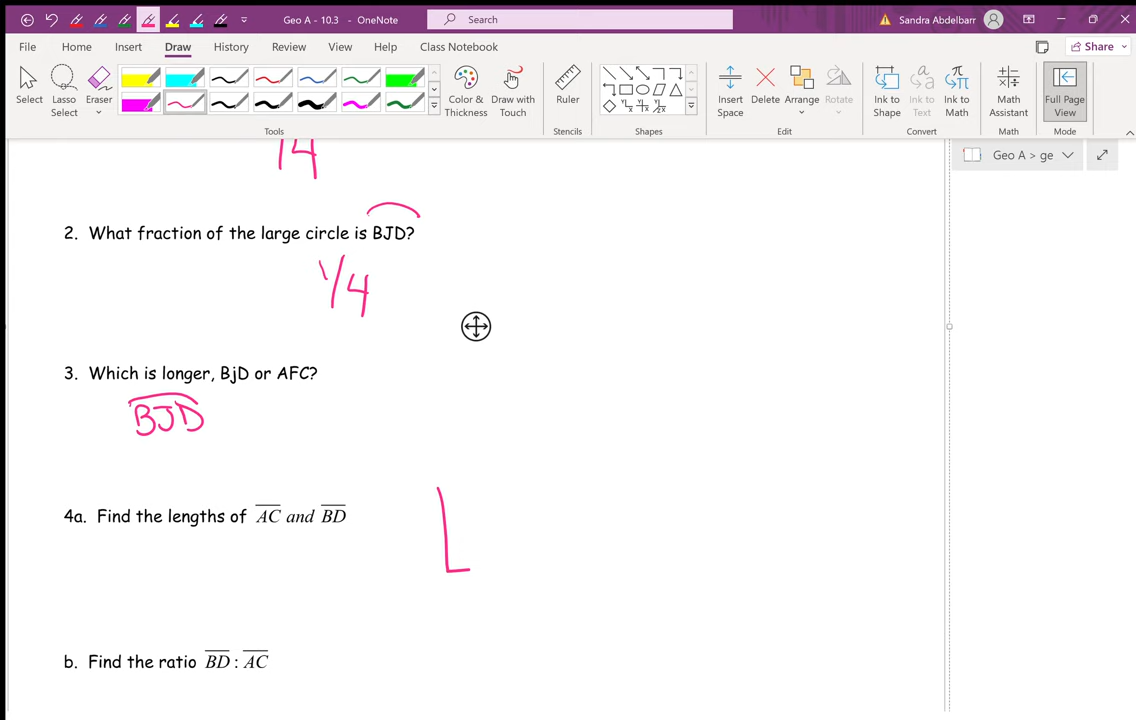 Geo A - 10.3 - OneNote
Search
Sandra Abdelbarr
File Home Insert Draw History Review View Help Class Notebook
Share
Select
Lasso Select
Eraser
Color & Thickness
Draw with Touch
Ruler
Insert Space
Delete
Arrange
Rotate
Ink to Shape
Ink to Text
Ink to Math
Math Assistant
Full Page View
Tools Stencils Shapes Edit Convert Math Mode
Geo A > ge
14
2. What fraction of the large circle is BJD?
1/4
3. Which is longer, BjD or AFC?
BJD
4a. Find the lengths of AC and BD
b. Find the ratio BD : AC